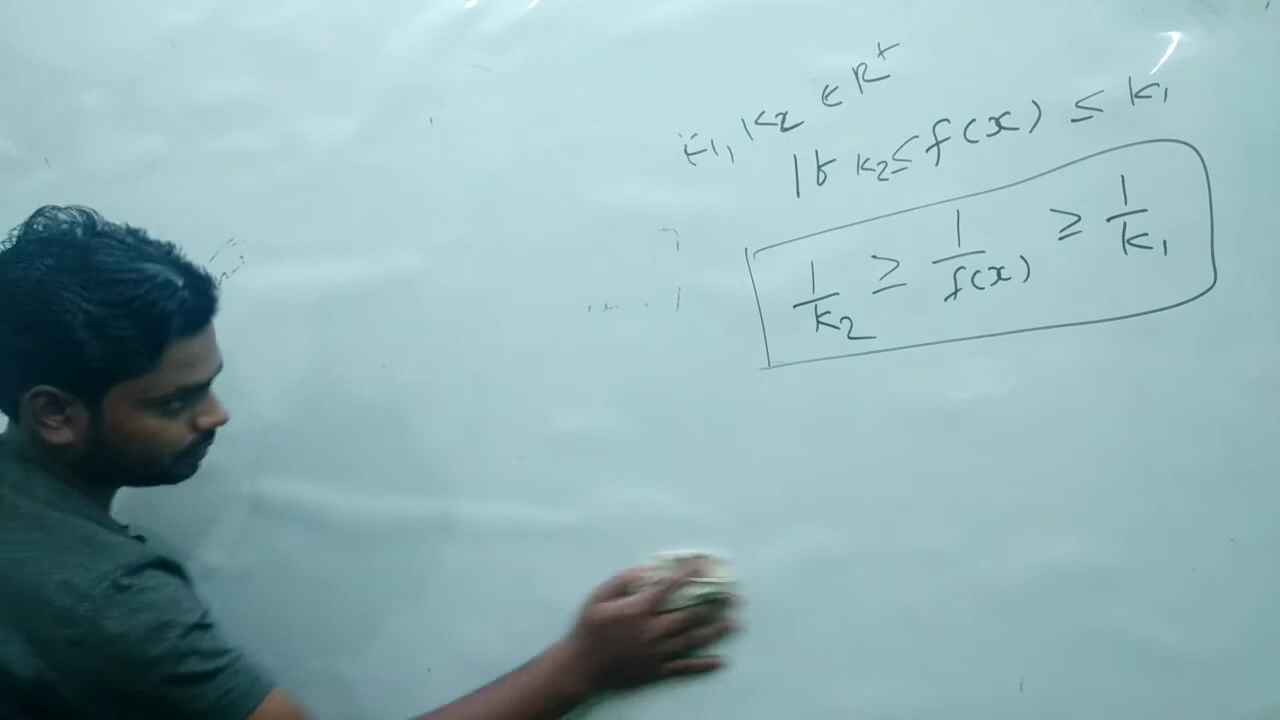 k1, k2 ∈ R⁺
If k2 ≤ f(x) ≤ k1
1/k2 ≥ 1/f(x) ≥ 1/k1